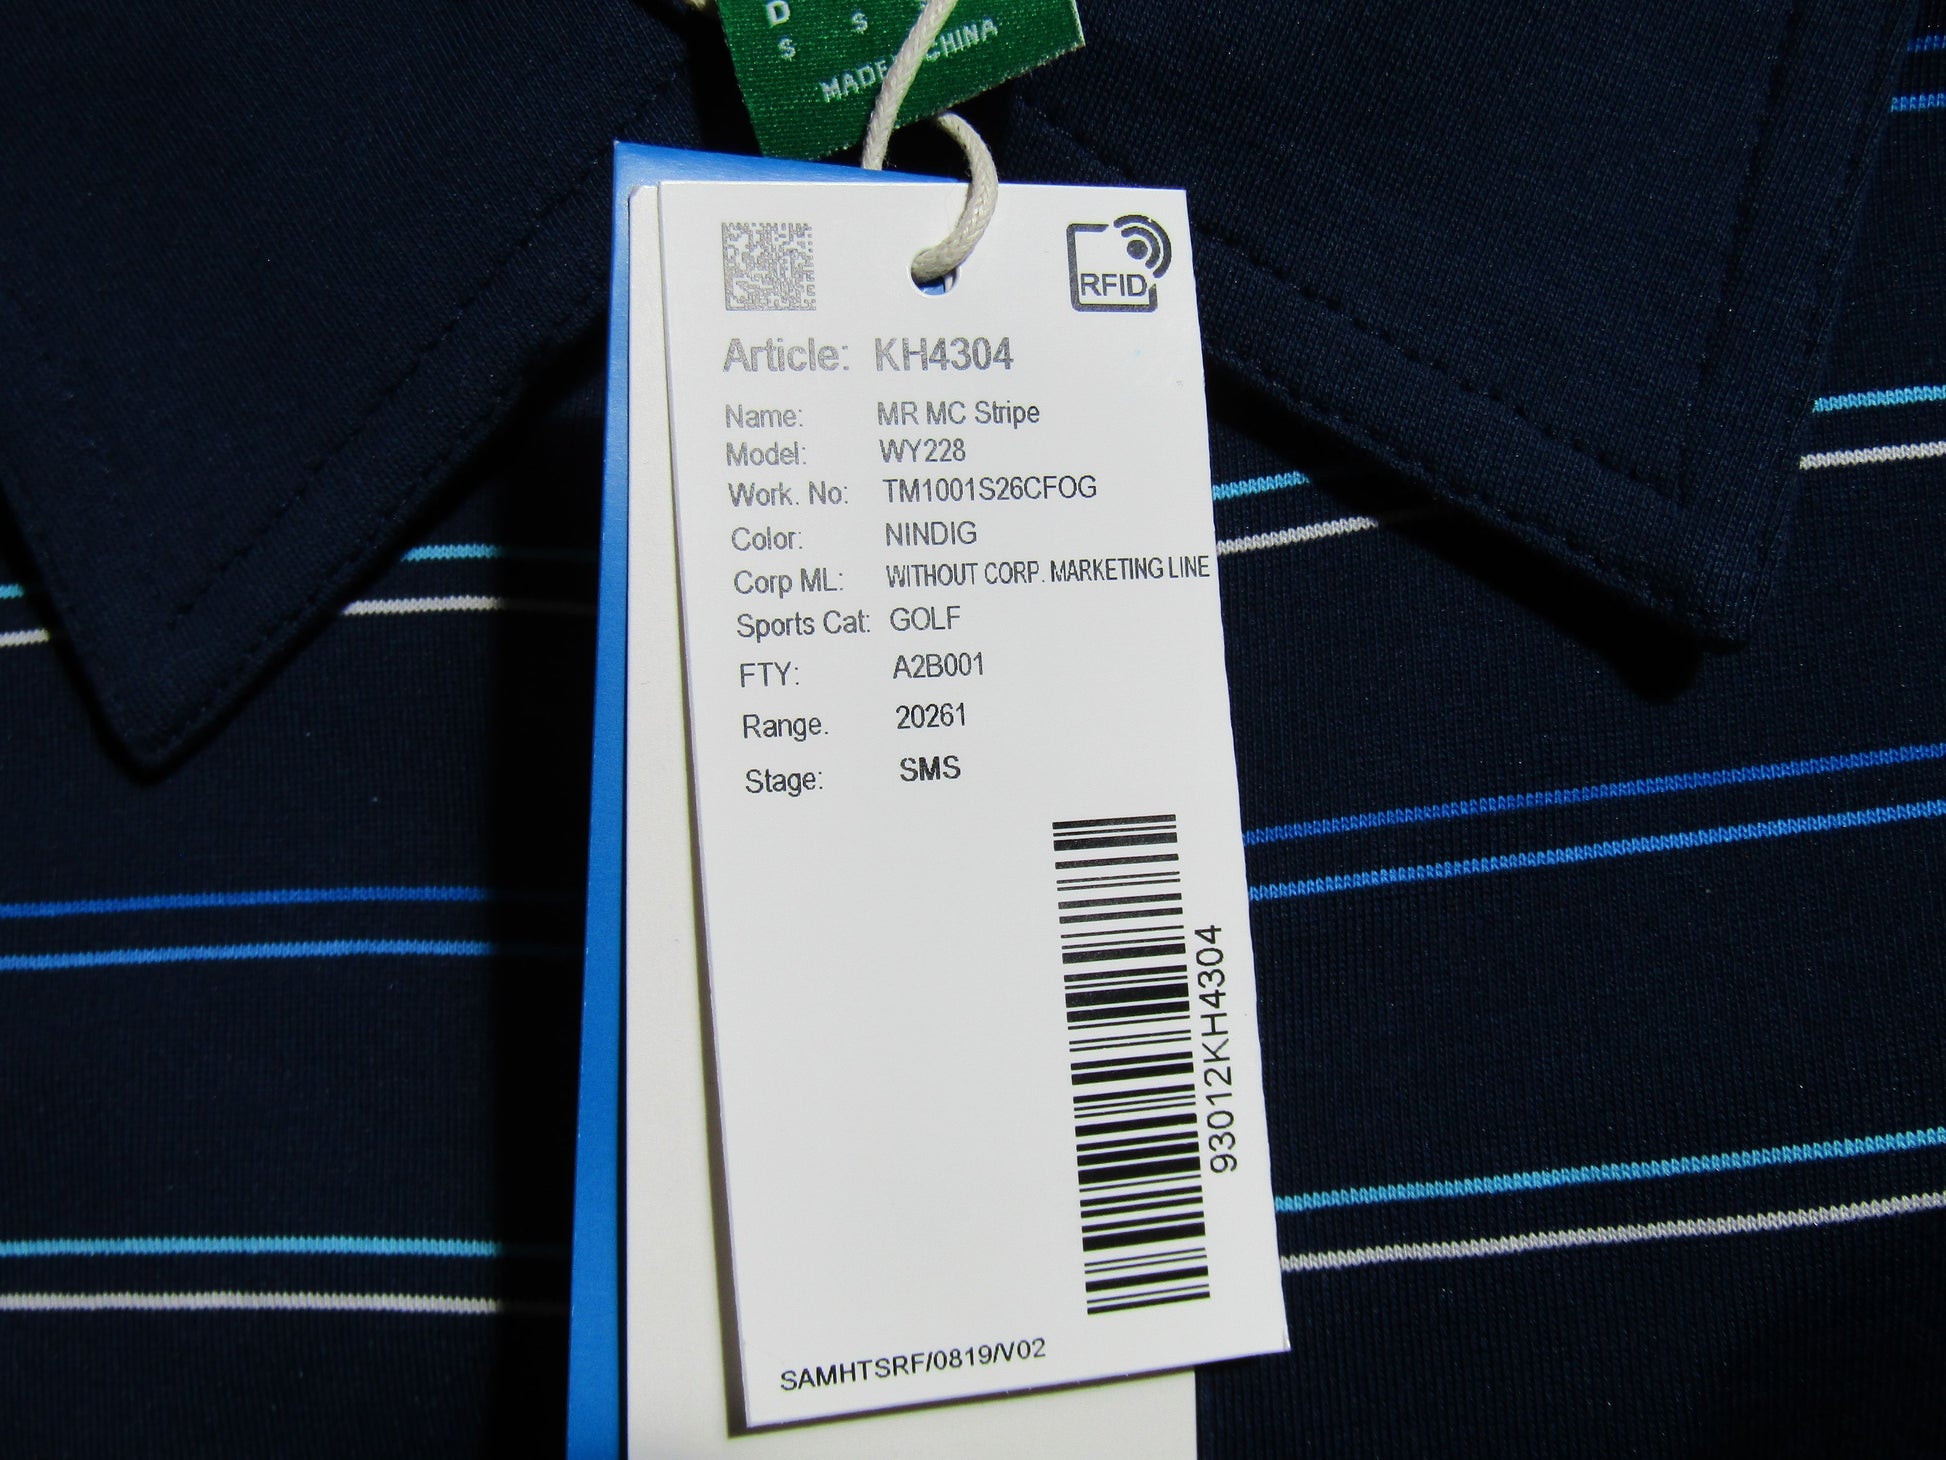 D
S
S
MADE CHINA
RFID
Article: KH4304
Name: MR MC Stripe
Model: WY228
Work. No: TM1001S26CFOG
Color: NINDIG
Corp ML: WITHOUT CORP. MARKETING LINE
Sports Cat: GOLF
FTY: A2B001
Range. 20261
Stage: SMS
93012KH4304
SAMHTSRF/0819/V02